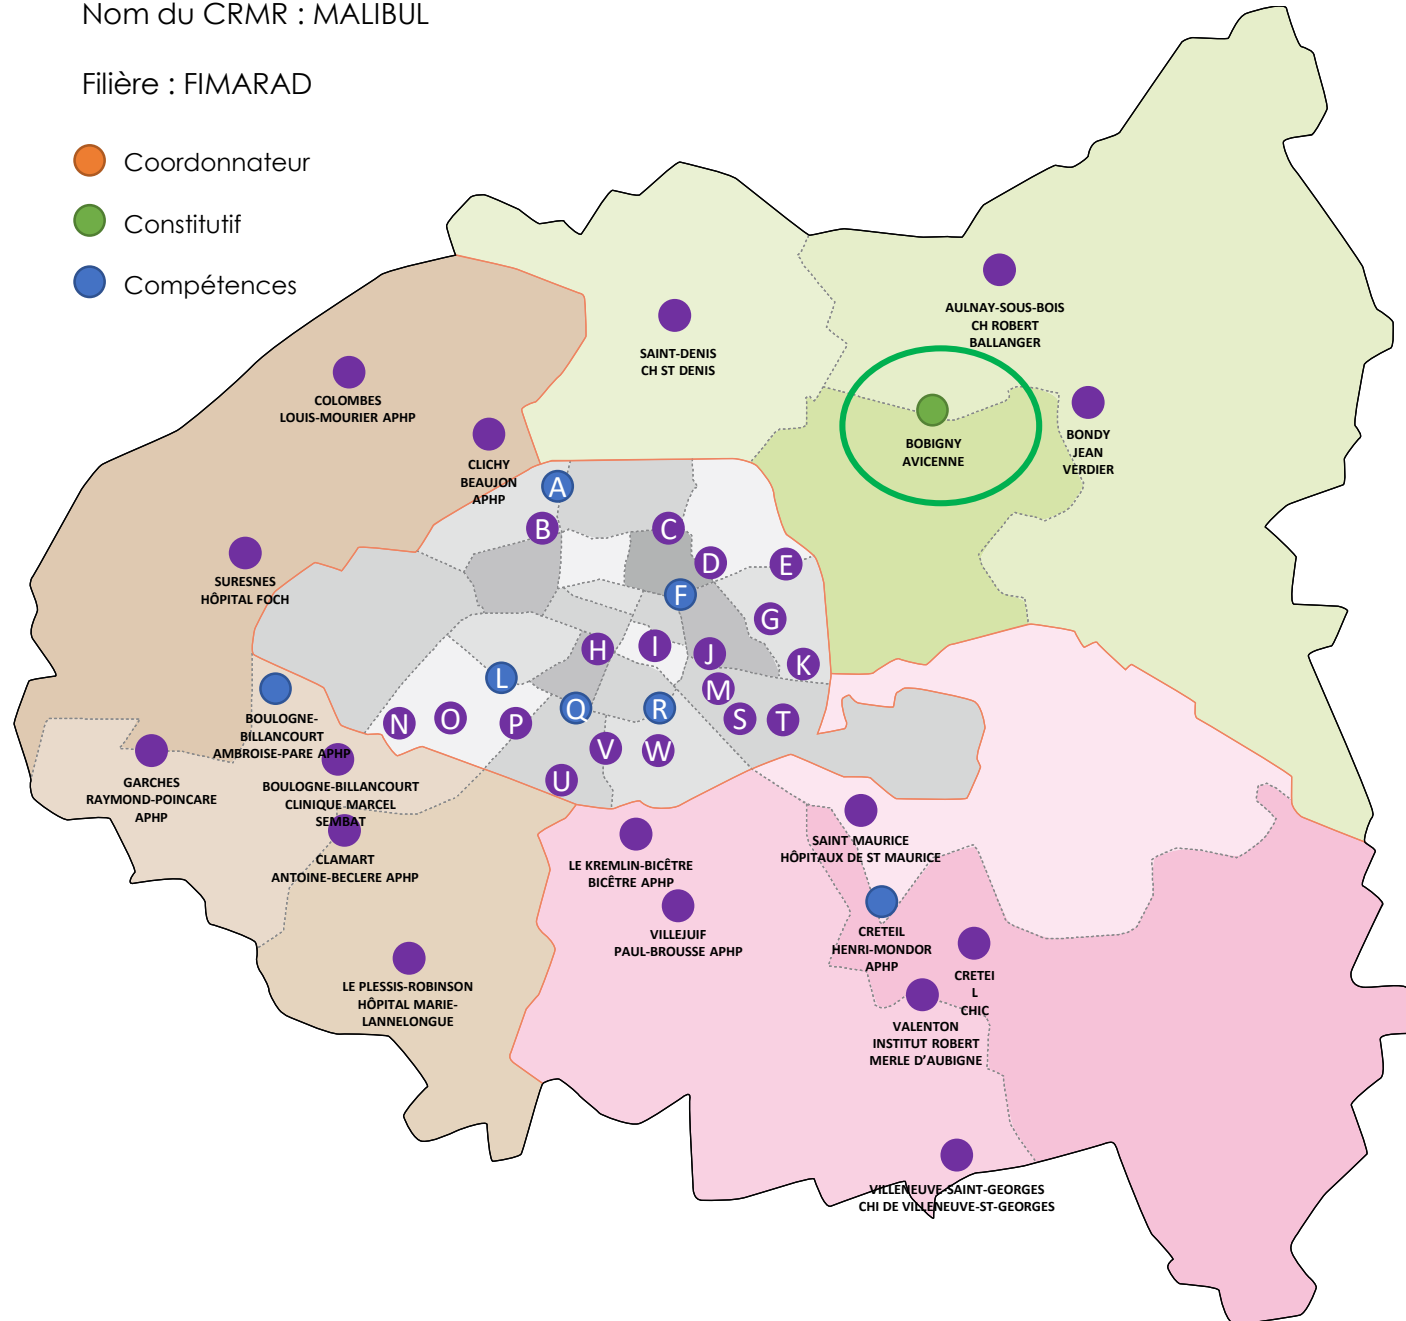 Nom du CRMR : MALIBUL
Filière : FIMARAD
Coordonnateur
Constitutif
Compétences
AULNAY-SOUS-BOIS
CH ROBERT
BALLANGER
SAINT-DENIS
CH ST DENIS
COLOMBES
LOUIS-MOURIER APHP
BOBIGNY
AVICENNE
BONDY
JEAN
VERDIER
CLICHY
BEAUJON
APHP
A
B
C
D
E
F
SURESNES
HÔPITAL FOCH
G
H
I
J
K
L
M
N
O
P
Q
R
S
T
U
V
W
BOULOGNE-
BILLANCOURT
AMBROISE-PARE APHP
GARCHES
RAYMOND-POINCARE
APHP
BOULOGNE-BILLANCOURT
CLINIQUE MARCEL
SEMBAT
CLAMART
ANTOINE-BECLERE APHP
LE KREMLIN-BICÊTRE
BICÊTRE APHP
SAINT MAURICE
HÔPITAUX DE ST MAURICE
VILLEJUIF
PAUL-BROUSSE APHP
CRETEIL
HENRI-MONDOR
APHP
CRETEI
L
CHIC
LE PLESSIS-ROBINSON
HÔPITAL MARIE-
LANNELONGUE
VALENTON
INSTITUT ROBERT
MERLE D'AUBIGNE
VILLENEUVE-SAINT-GEORGES
CHI DE VILLENEUVE-ST-GEORGES